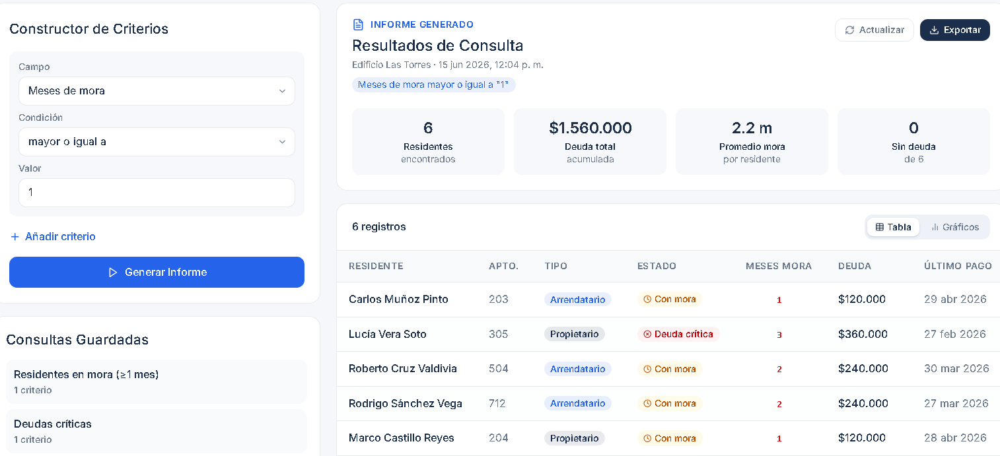 Constructor de Criterios
Campo
Meses de mora
Condición
mayor o igual a
Valor
1
+ Añadir criterio
Generar Informe
Consultas Guardadas
Residentes en mora (≥1 mes)
1 criterio
Deudas críticas
1 criterio
INFORME GENERADO
Actualizar
Exportar
Resultados de Consulta
Edificio Las Torres · 15 jun 2026, 12:04 p. m.
Meses de mora mayor o igual a "1"
6
Residentes
encontrados
$1.560.000
Deuda total
acumulada
2.2 m
Promedio mora
por residente
0
Sin deuda
de 6
6 registros
Tabla
Gráficos
RESIDENTE APTO. TIPO ESTADO MESES MORA DEUDA ÚLTIMO PAGO
Carlos Muñoz Pinto 203 Arrendatario Con mora 1 $120.000 29 abr 2026
Lucía Vera Soto 305 Propietario Deuda crítica 3 $360.000 27 feb 2026
Roberto Cruz Valdivia 504 Arrendatario Con mora 2 $240.000 30 mar 2026
Rodrigo Sánchez Vega 712 Arrendatario Con mora 2 $240.000 27 mar 2026
Marco Castillo Reyes 204 Propietario Con mora 1 $120.000 28 abr 2026